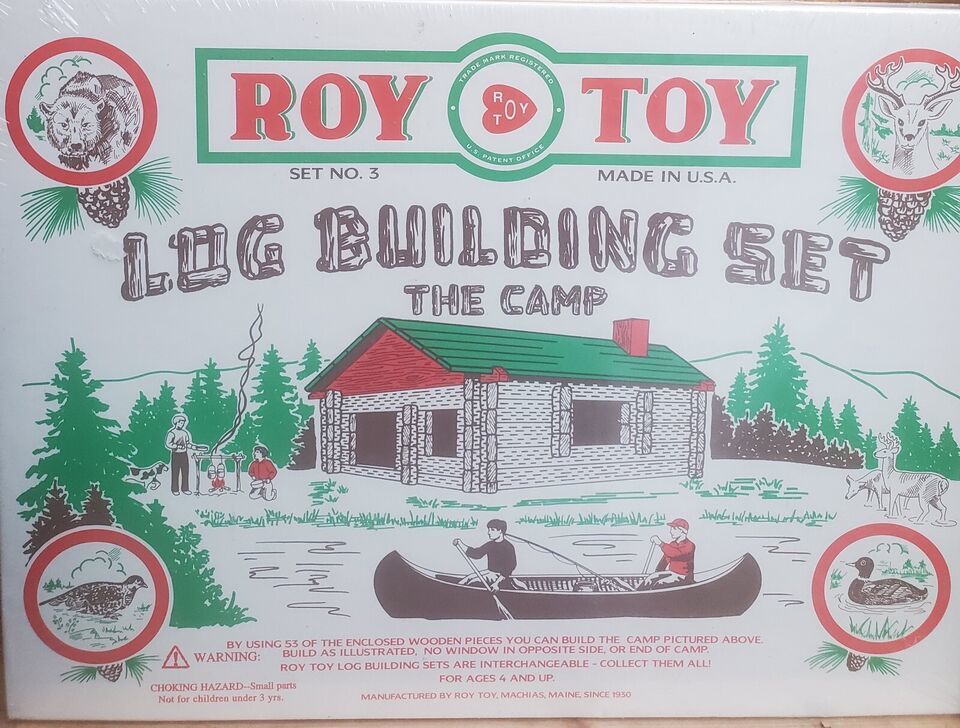 ROY TOY
TRADE MARK REGISTERED
ROY
TOY
U.S. PATENT OFFICE
SET NO. 3
MADE IN U.S.A.
LOG BUILDING SET
THE CAMP
BY USING 53 OF THE ENCLOSED WOODEN PIECES YOU CAN BUILD THE CAMP PICTURED ABOVE.
WARNING: BUILD AS ILLUSTRATED, NO WINDOW IN OPPOSITE SIDE, OR END OF CAMP.
ROY TOY LOG BUILDING SETS ARE INTERCHANGEABLE - COLLECT THEM ALL!
FOR AGES 4 AND UP.
CHOKING HAZARD--Small parts
Not for children under 3 yrs.
MANUFACTURED BY ROY TOY, MACHIAS, MAINE, SINCE 1930